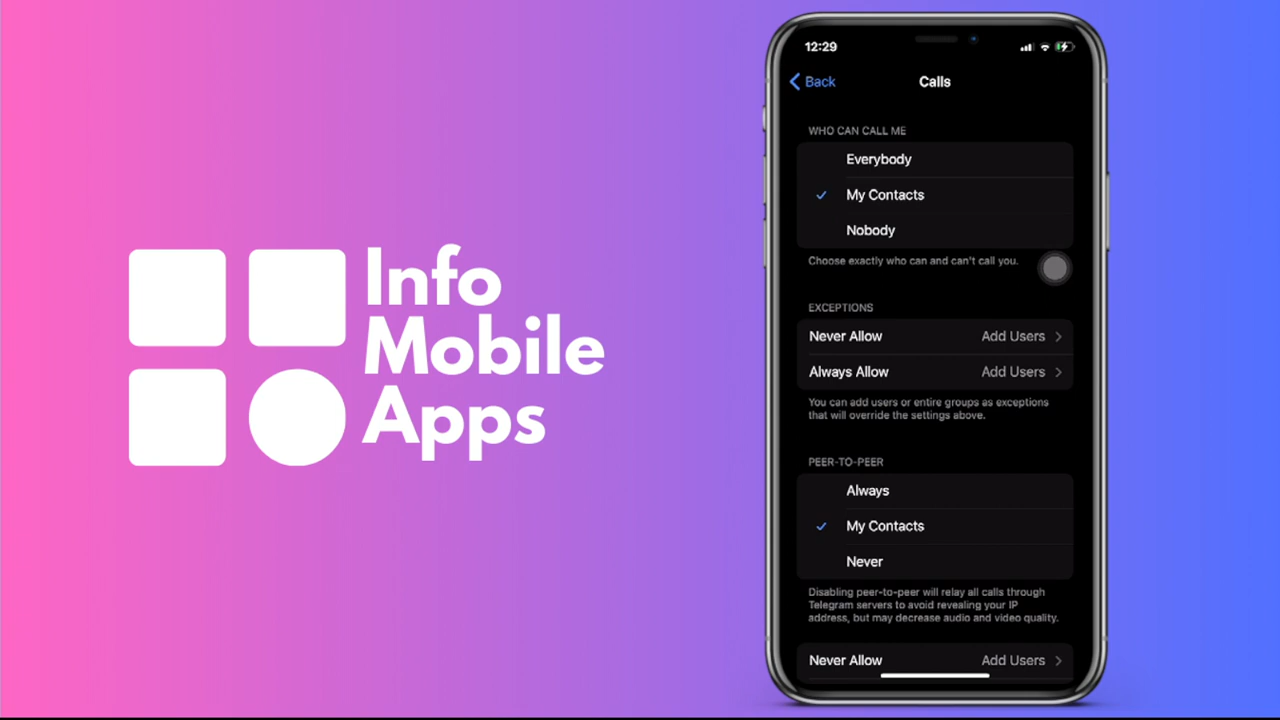 Info
Mobile
Apps
12:29
Back
Calls
WHO CAN CALL ME
Everybody
My Contacts
Nobody
Choose exactly who can and can't call you.
EXCEPTIONS
Never Allow Add Users
Always Allow Add Users
You can add users or entire groups as exceptions
that will override the settings above.
PEER-TO-PEER
Always
My Contacts
Never
Disabling peer-to-peer will relay all calls through
Telegram servers to avoid revealing your IP
address, but may decrease audio and video quality.
Never Allow Add Users